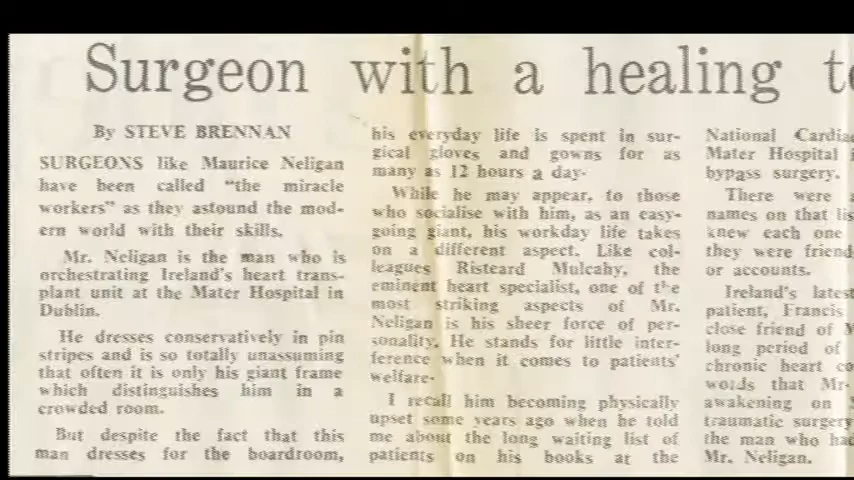 Surgeon with a healing
By STEVE BRENNAN
SURGEONS like Maurice Neligan
have been called "the miracle
workers" as they astound the mod-
ern world with their skills.
Mr. Neligan is the man who is
orchestrating Ireland's heart trans-
plant unit at the Mater Hospital in
Dublin.
He dresses conservatively in pin
stripes and is so totally unassuming
that often it is only his giant frame
which distinguishes him in a
crowded room.
But despite the fact that this
man dresses for the boardroom,
his everyday life is spent in sur-
gical gloves and gowns for as
many as 12 hours a day.
While he may appear, to those
who socialise with him, as an easy-
going giant, his workday life takes
on a different aspect. Like col-
leagues Risteard Mulcahy, the
eminent heart specialist, one of the
most striking aspects of Mr.
Neligan is his sheer force of per-
sonality. He stands for little inter-
ference when it comes to patients'
welfare.
I recall him becoming physically
upset some years ago when he told
me about the long waiting list of
patients on his books at the
National
Mater Hospital
bypass surgery.
There were
names on that
knew each one
they were
or accounts.
Ireland's
patient, Francis
close friend of
long period of
chronic heart
words that Mr.
awakening on
traumatic surgery
the man who
Mr. Neligan.